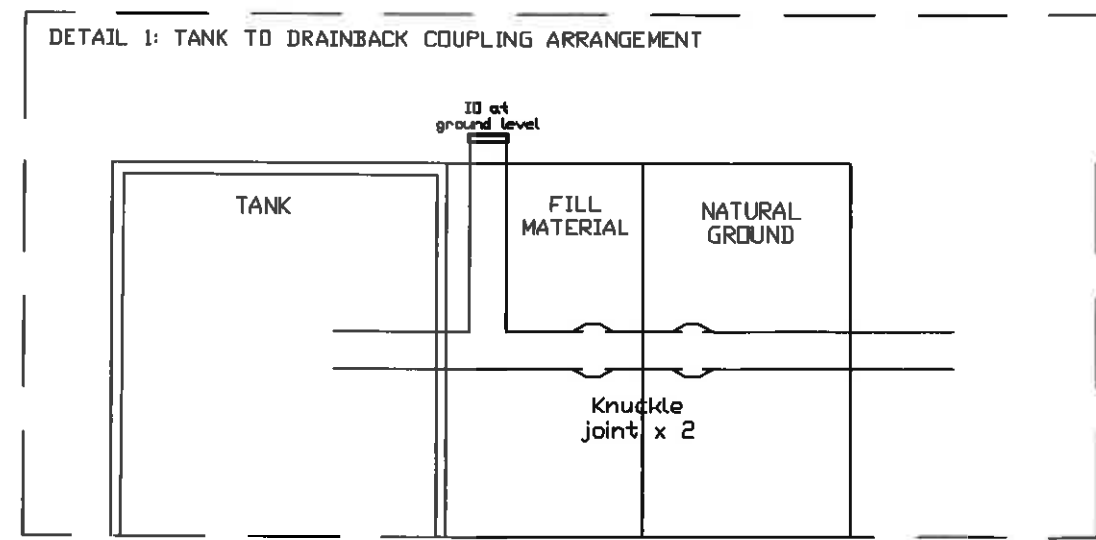 DETAIL 1: TANK TO DRAINBACK COUPLING ARRANGEMENT
IO at
ground level
TANK
FILL
MATERIAL
NATURAL
GROUND
Knuckle
joint x 2